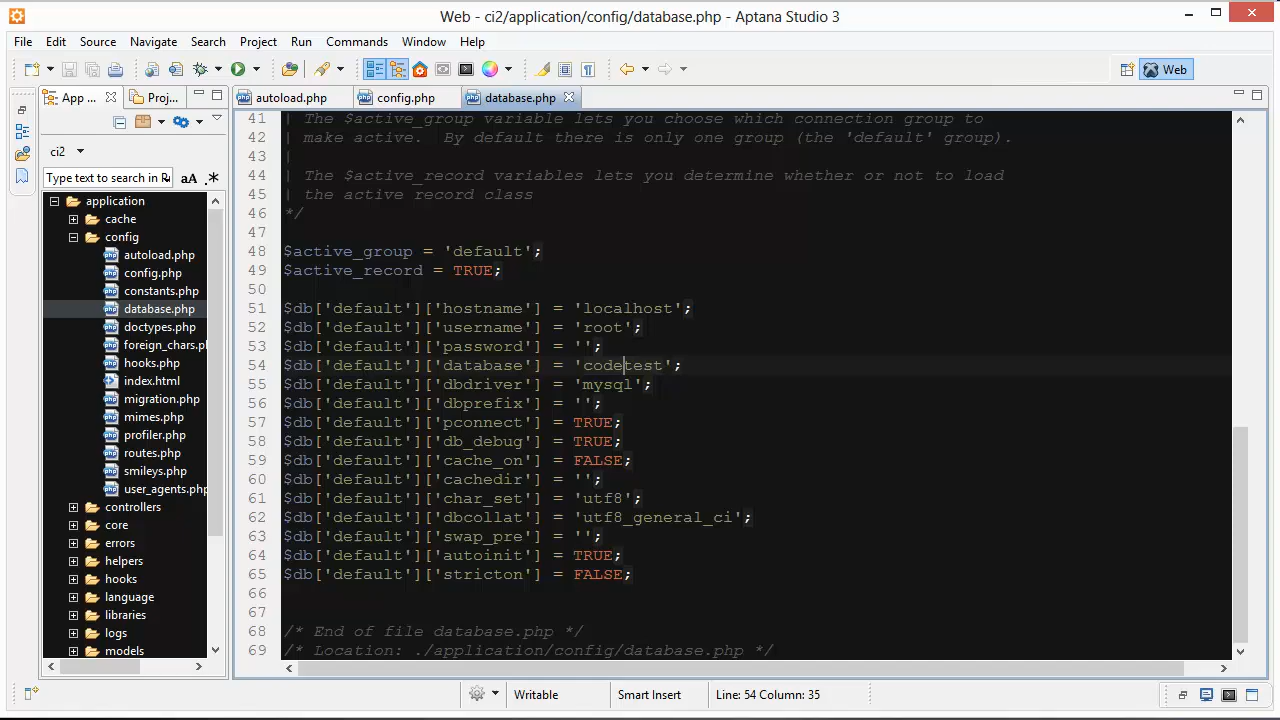 Web - ci2/application/config/database.php - Aptana Studio 3
File Edit Source Navigate Search Project Run Commands Window Help
Web
App ... Proj...
autoload.php config.php database.php
ci2
Type text to search in aA .*
application
cache
config
autoload.php
config.php
constants.php
database.php
doctypes.php
foreign_chars.p
hooks.php
index.html
migration.php
mimes.php
profiler.php
routes.php
smileys.php
user_agents.php
controllers
core
errors
helpers
hooks
language
libraries
logs
models
41 | The $active_group variable lets you choose which connection group to
42 | make active.  By default there is only one group (the 'default' group).
43 |
44 | The $active_record variables lets you determine whether or not to load
45 | the active record class
46 */
47
48 $active_group = 'default';
49 $active_record = TRUE;
50
51 $db['default']['hostname'] = 'localhost';
52 $db['default']['username'] = 'root';
53 $db['default']['password'] = '';
54 $db['default']['database'] = 'codetest';
55 $db['default']['dbdriver'] = 'mysql';
56 $db['default']['dbprefix'] = '';
57 $db['default']['pconnect'] = TRUE;
58 $db['default']['db_debug'] = TRUE;
59 $db['default']['cache_on'] = FALSE;
60 $db['default']['cachedir'] = '';
61 $db['default']['char_set'] = 'utf8';
62 $db['default']['dbcollat'] = 'utf8_general_ci';
63 $db['default']['swap_pre'] = '';
64 $db['default']['autoinit'] = TRUE;
65 $db['default']['stricton'] = FALSE;
66
67
68 /* End of file database.php */
69 /* Location: ./application/config/database.php */
Writable Smart Insert Line: 54 Column: 35